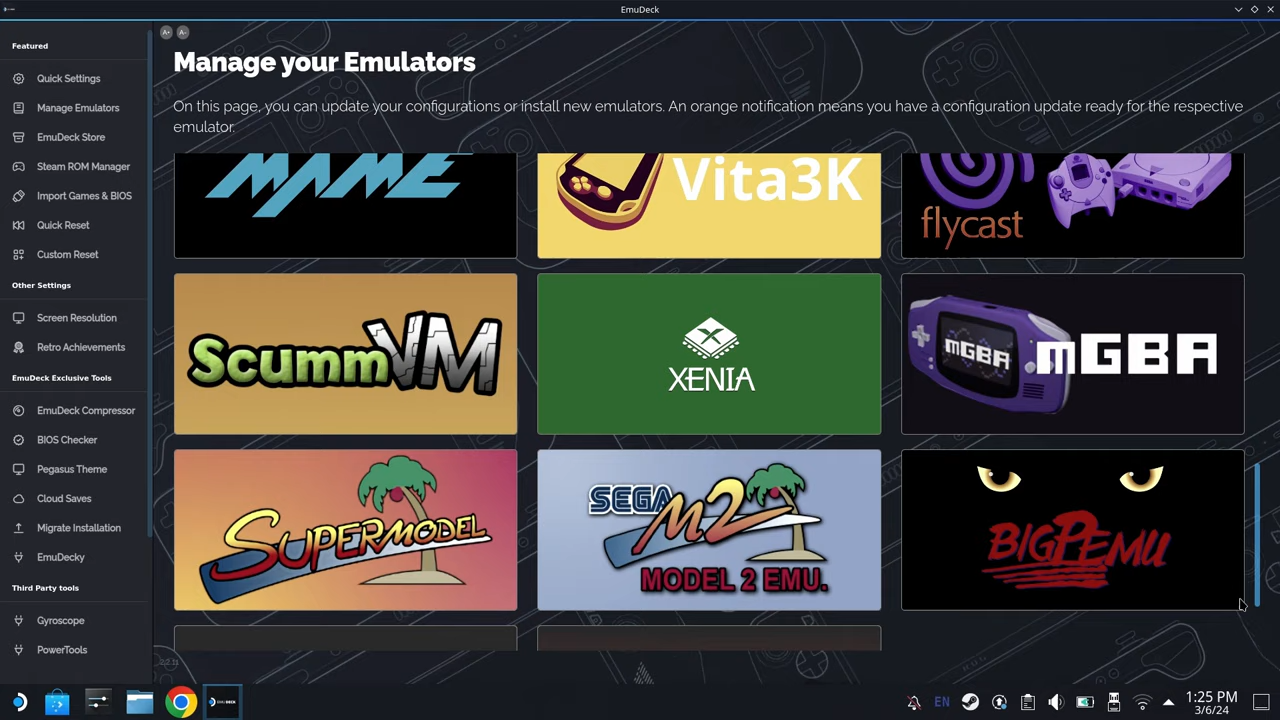 EmuDeck
A+ A-
Manage your Emulators
On this page, you can update your configurations or install new emulators. An orange notification means you have a configuration update ready for the respective
emulator.
Featured
Quick Settings
Manage Emulators
EmuDeck Store
Steam ROM Manager
Import Games & BIOS
Quick Reset
Custom Reset
Other Settings
Screen Resolution
Retro Achievements
EmuDeck Exclusive Tools
EmuDeck Compressor
BIOS Checker
Pegasus Theme
Cloud Saves
Migrate Installation
EmuDecky
Third Party tools
Gyroscope
PowerTools
MAME
Vita3K
flycast
ScummVM
XENIA
mGBA
mGBA
SUPERMODEL
SEGA M2
MODEL 2 EMU.
BIGPEMU
EMUDECK
EN
1:25 PM
3/6/24